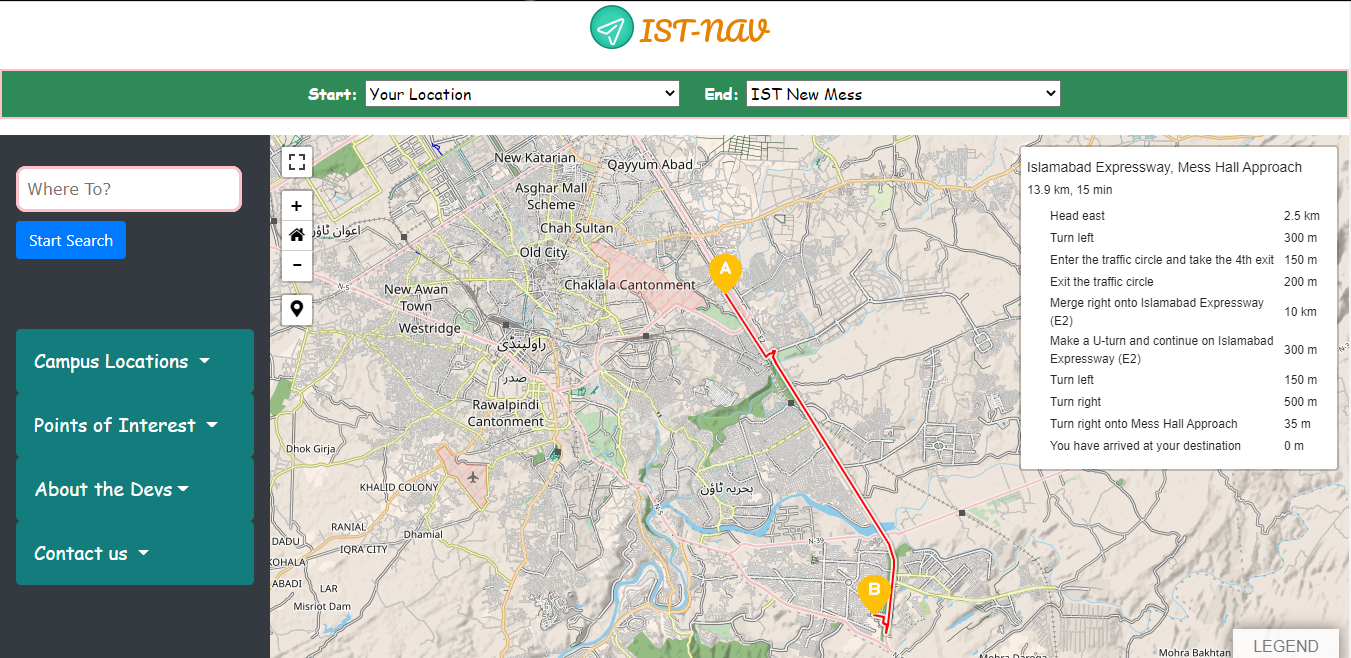 IST-NAV
Start: Your Location End: IST New Mess
Where To?
Start Search
Campus Locations
Points of Interest
About the Devs
Contact us
+
−
Islamabad Expressway, Mess Hall Approach
13.9 km, 15 min
Head east 2.5 km
Turn left 300 m
Enter the traffic circle and take the 4th exit 150 m
Exit the traffic circle 200 m
Merge right onto Islamabad Expressway
(E2) 10 km
Make a U-turn and continue on Islamabad
Expressway (E2) 300 m
Turn left 150 m
Turn right 500 m
Turn right onto Mess Hall Approach 35 m
You have arrived at your destination 0 m
New Katarian
Qayyum Abad
Asghar Mall
Scheme
Chah Sultan
اعوان ٹاؤن
Old City
A
Chaklala Cantonment
New Awan
Town
Westridge
E2
راولپنڈی
صدر
Rawalpindi
Cantonment
Dhok Girja
KHALID COLONY
بحریہ ٹاؤن
N-5
RANIAL
Dhamial
DADU
IQRA CITY
KOHALA
ABADI
LAR
Misriot Dam
N-39
N-5
B
Mohra Daroga
Mohra Bakhtan
LEGEND